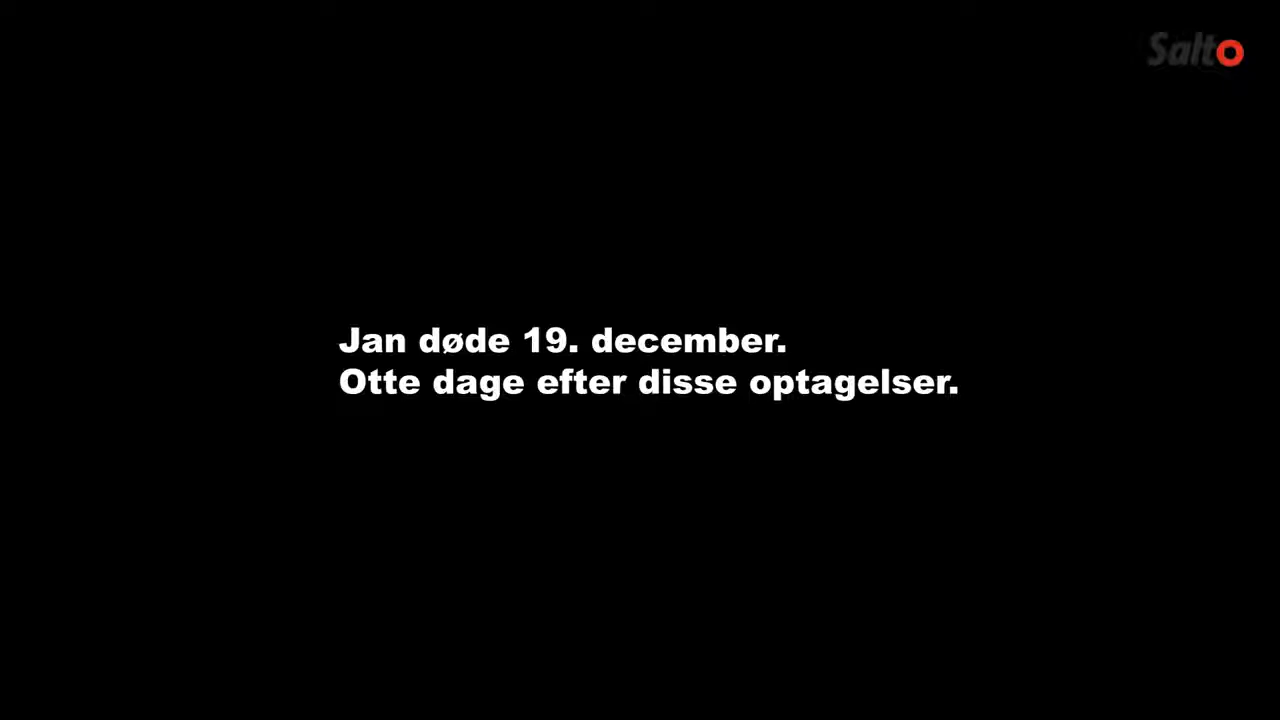 Salto
Jan døde 19. december.
Otte dage efter disse optagelser.